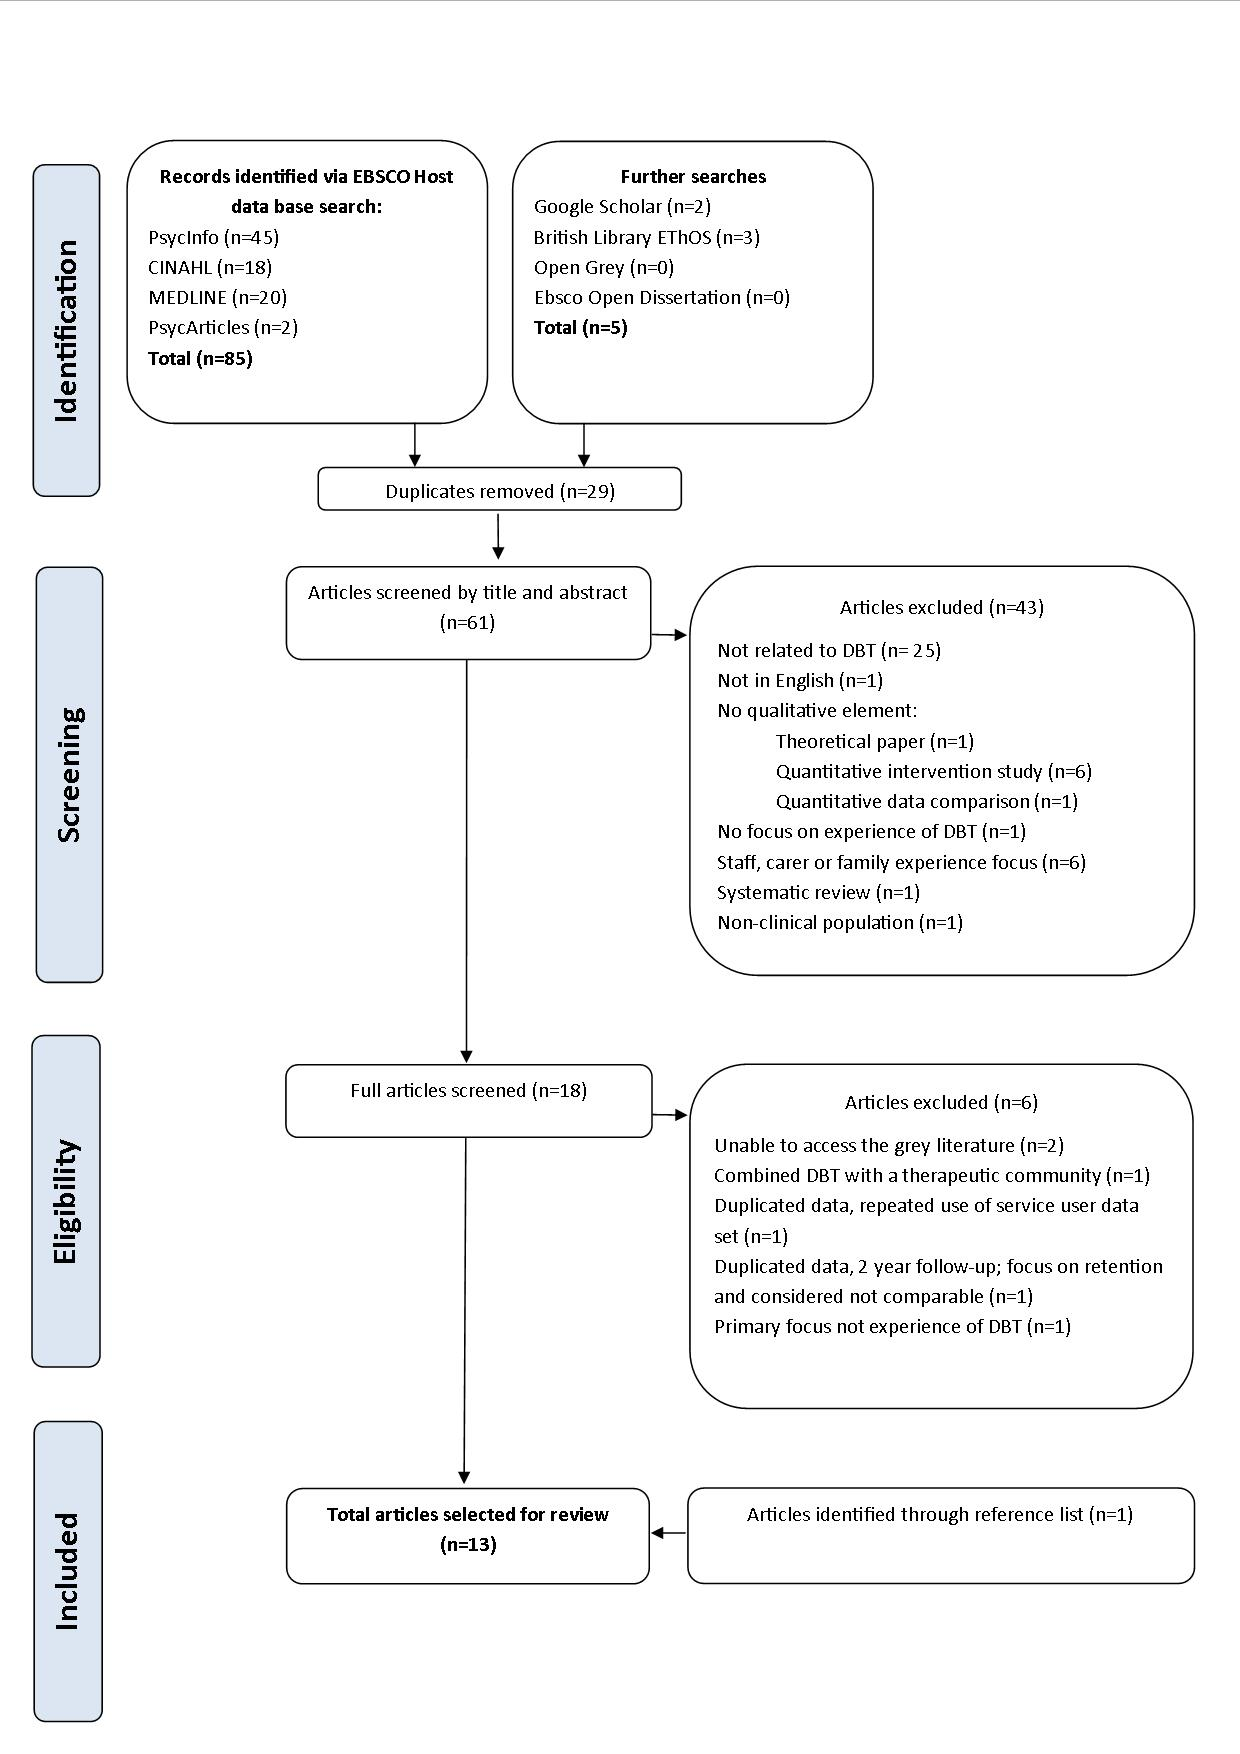 Identification
Records identified via EBSCO Host
data base search:
PsycInfo (n=45)
CINAHL (n=18)
MEDLINE (n=20)
PsycArticles (n=2)
Total (n=85)
Further searches
Google Scholar (n=2)
British Library EThOS (n=3)
Open Grey (n=0)
Ebsco Open Dissertation (n=0)
Total (n=5)
Duplicates removed (n=29)
Screening
Articles screened by title and abstract
(n=61)
Articles excluded (n=43)
Not related to DBT (n= 25)
Not in English (n=1)
No qualitative element:
Theoretical paper (n=1)
Quantitative intervention study (n=6)
Quantitative data comparison (n=1)
No focus on experience of DBT (n=1)
Staff, carer or family experience focus (n=6)
Systematic review (n=1)
Non-clinical population (n=1)
Eligibility
Full articles screened (n=18)
Articles excluded (n=6)
Unable to access the grey literature (n=2)
Combined DBT with a therapeutic community (n=1)
Duplicated data, repeated use of service user data
set (n=1)
Duplicated data, 2 year follow-up; focus on retention
and considered not comparable (n=1)
Primary focus not experience of DBT (n=1)
Included
Total articles selected for review
(n=13)
Articles identified through reference list (n=1)